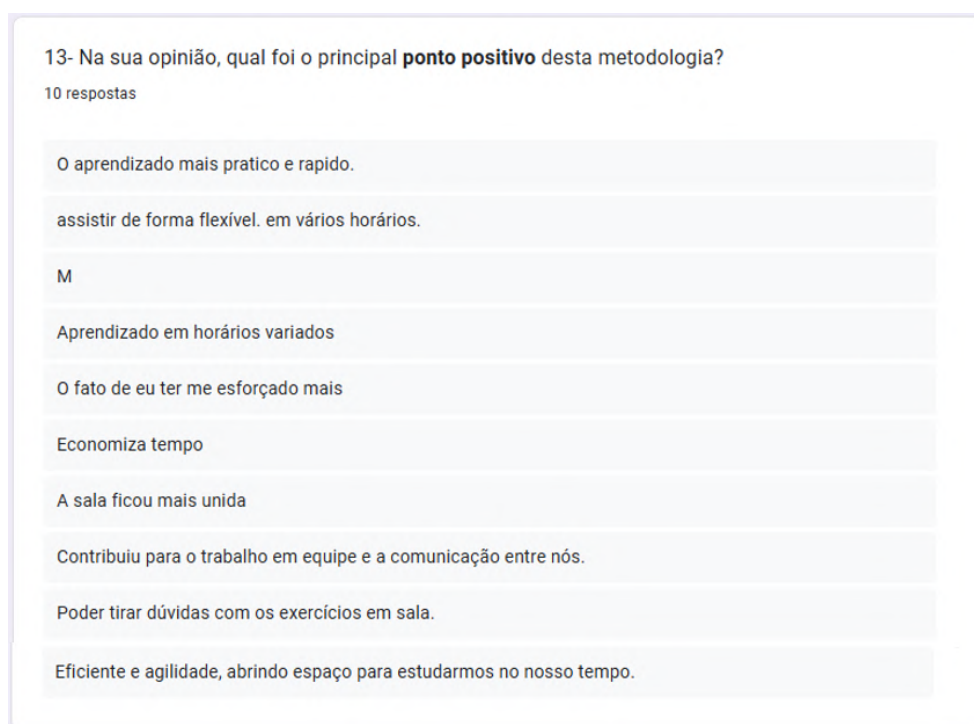 13- Na sua opinião, qual foi o principal ponto positivo desta metodologia?
10 respostas
O aprendizado mais pratico e rapido.
assistir de forma flexível. em vários horários.
M
Aprendizado em horários variados
O fato de eu ter me esforçado mais
Economiza tempo
A sala ficou mais unida
Contribuiu para o trabalho em equipe e a comunicação entre nós.
Poder tirar dúvidas com os exercícios em sala.
Eficiente e agilidade, abrindo espaço para estudarmos no nosso tempo.